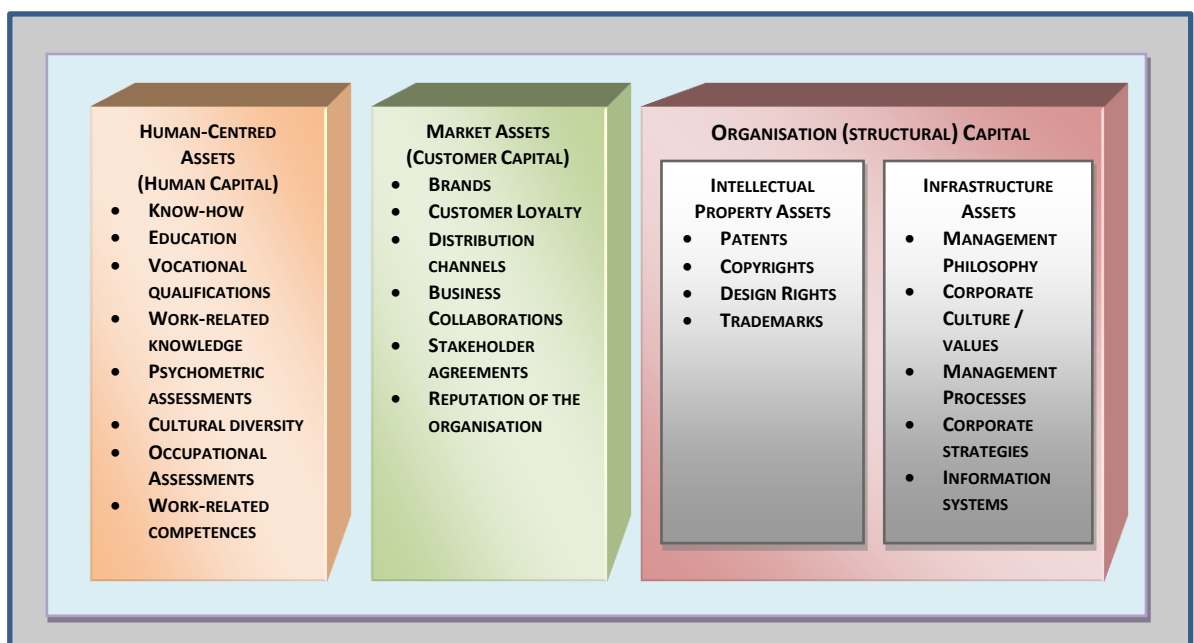 HUMAN-CENTRED
ASSETS
(HUMAN CAPITAL)
• KNOW-HOW
• EDUCATION
• VOCATIONAL
QUALIFICATIONS
• WORK-RELATED
KNOWLEDGE
• PSYCHOMETRIC
ASSESSMENTS
• CULTURAL DIVERSITY
• OCCUPATIONAL
ASSESSMENTS
• WORK-RELATED
COMPETENCES
MARKET ASSETS
(CUSTOMER CAPITAL)
• BRANDS
• CUSTOMER LOYALTY
• DISTRIBUTION
CHANNELS
• BUSINESS
COLLABORATIONS
• STAKEHOLDER
AGREEMENTS
• REPUTATION OF THE
ORGANISATION
ORGANISATION (STRUCTURAL) CAPITAL
INTELLECTUAL
PROPERTY ASSETS
• PATENTS
• COPYRIGHTS
• DESIGN RIGHTS
• TRADEMARKS
INFRASTRUCTURE
ASSETS
• MANAGEMENT
PHILOSOPHY
• CORPORATE
CULTURE /
VALUES
• MANAGEMENT
PROCESSES
• CORPORATE
STRATEGIES
• INFORMATION
SYSTEMS